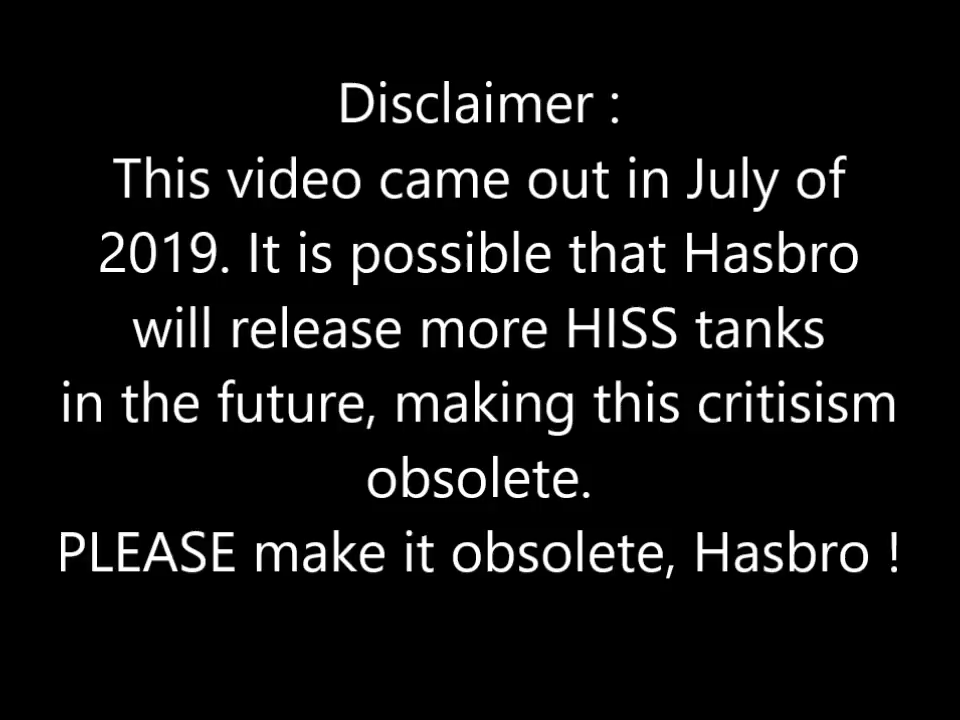 Disclaimer :
This video came out in July of
2019. It is possible that Hasbro
will release more HISS tanks
in the future, making this critisism
obsolete.
PLEASE make it obsolete, Hasbro !